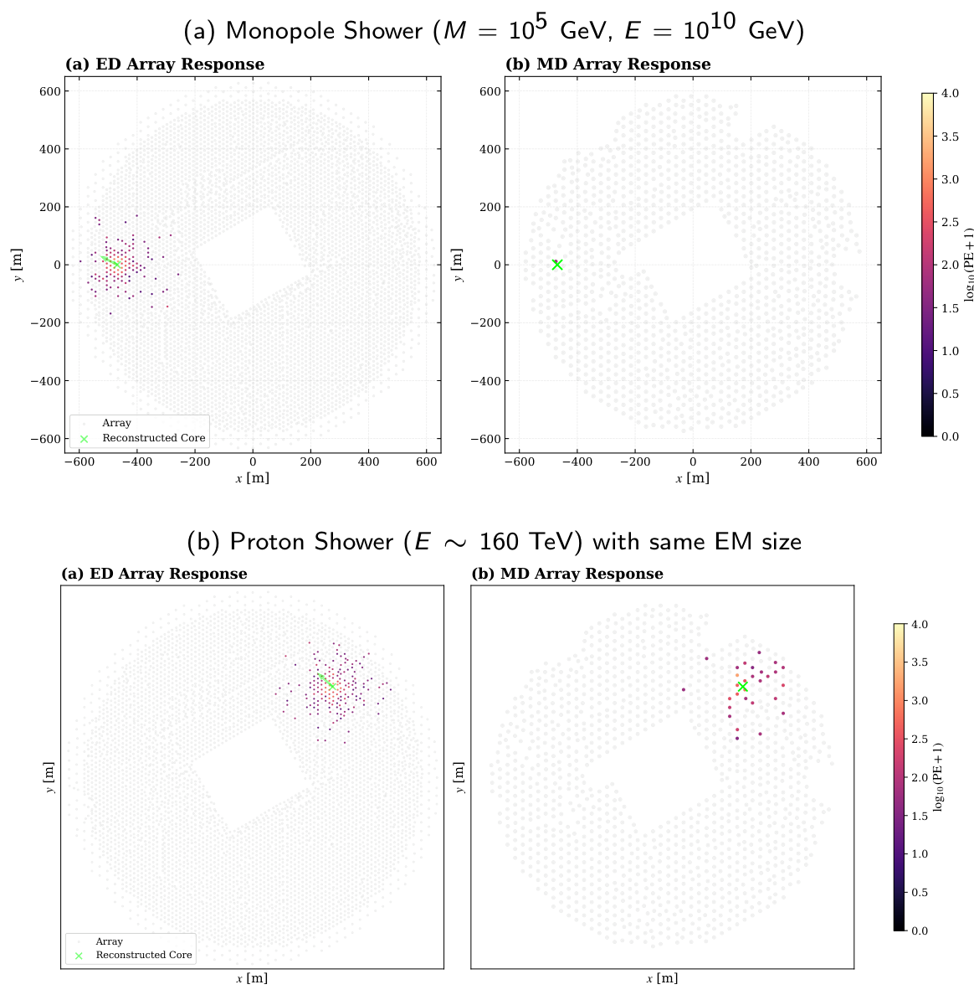 (a) Monopole Shower (M = 10⁵ GeV, E = 10¹⁰ GeV)
(a) ED Array Response
(b) MD Array Response
600
400
200
0
−200
−400
−600
y [m]
Array
Reconstructed Core
−600 −400 −200 0 200 400 600
x [m]
600
400
200
0
−200
−400
−600
y [m]
−600 −400 −200 0 200 400 600
x [m]
4.0
3.5
3.0
2.5
2.0
1.5
1.0
0.5
0.0
log₁₀(PE + 1)
(b) Proton Shower (E ∼ 160 TeV) with same EM size
(a) ED Array Response
(b) MD Array Response
y [m]
Array
Reconstructed Core
x [m]
y [m]
x [m]
4.0
3.5
3.0
2.5
2.0
1.5
1.0
0.5
0.0
log₁₀(PE + 1)